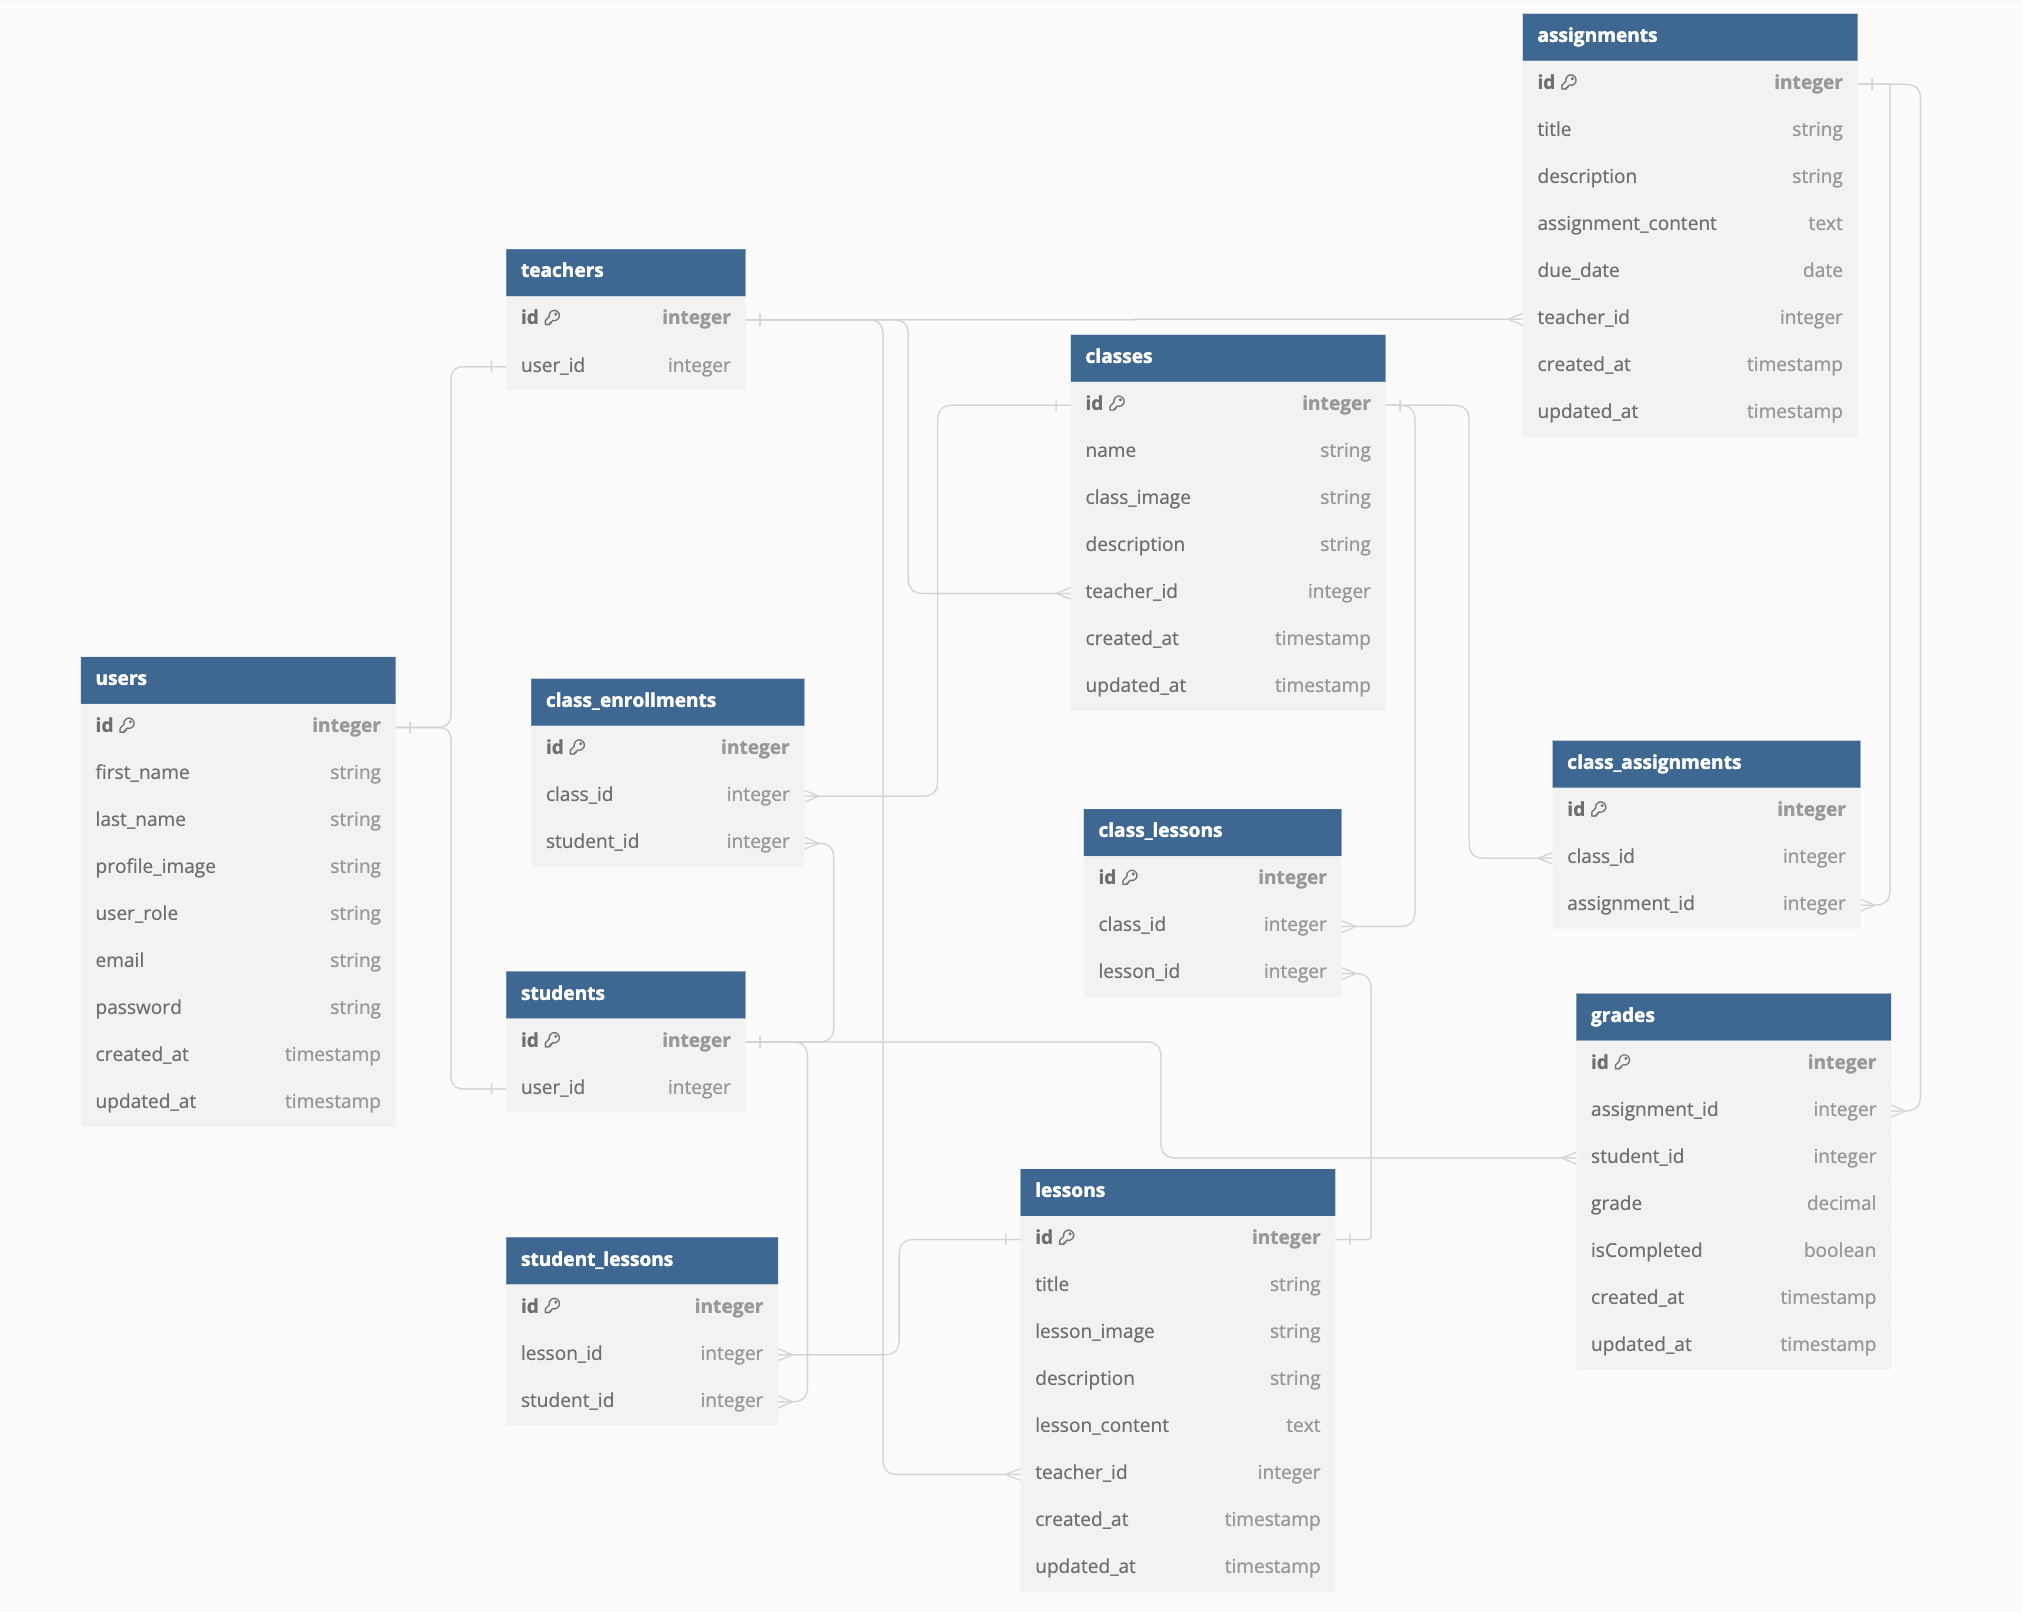 assignments
id integer
title string
description string
assignment_content text
due_date date
teacher_id integer
created_at timestamp
updated_at timestamp
teachers
id integer
user_id integer
classes
id integer
name string
class_image string
description string
teacher_id integer
created_at timestamp
updated_at timestamp
users
id integer
first_name string
last_name string
profile_image string
user_role string
email string
password string
created_at timestamp
updated_at timestamp
class_enrollments
id integer
class_id integer
student_id integer
class_assignments
id integer
class_id integer
assignment_id integer
class_lessons
id integer
class_id integer
lesson_id integer
students
id integer
user_id integer
grades
id integer
assignment_id integer
student_id integer
grade decimal
isCompleted boolean
created_at timestamp
updated_at timestamp
lessons
id integer
title string
lesson_image string
description string
lesson_content text
teacher_id integer
created_at timestamp
updated_at timestamp
student_lessons
id integer
lesson_id integer
student_id integer